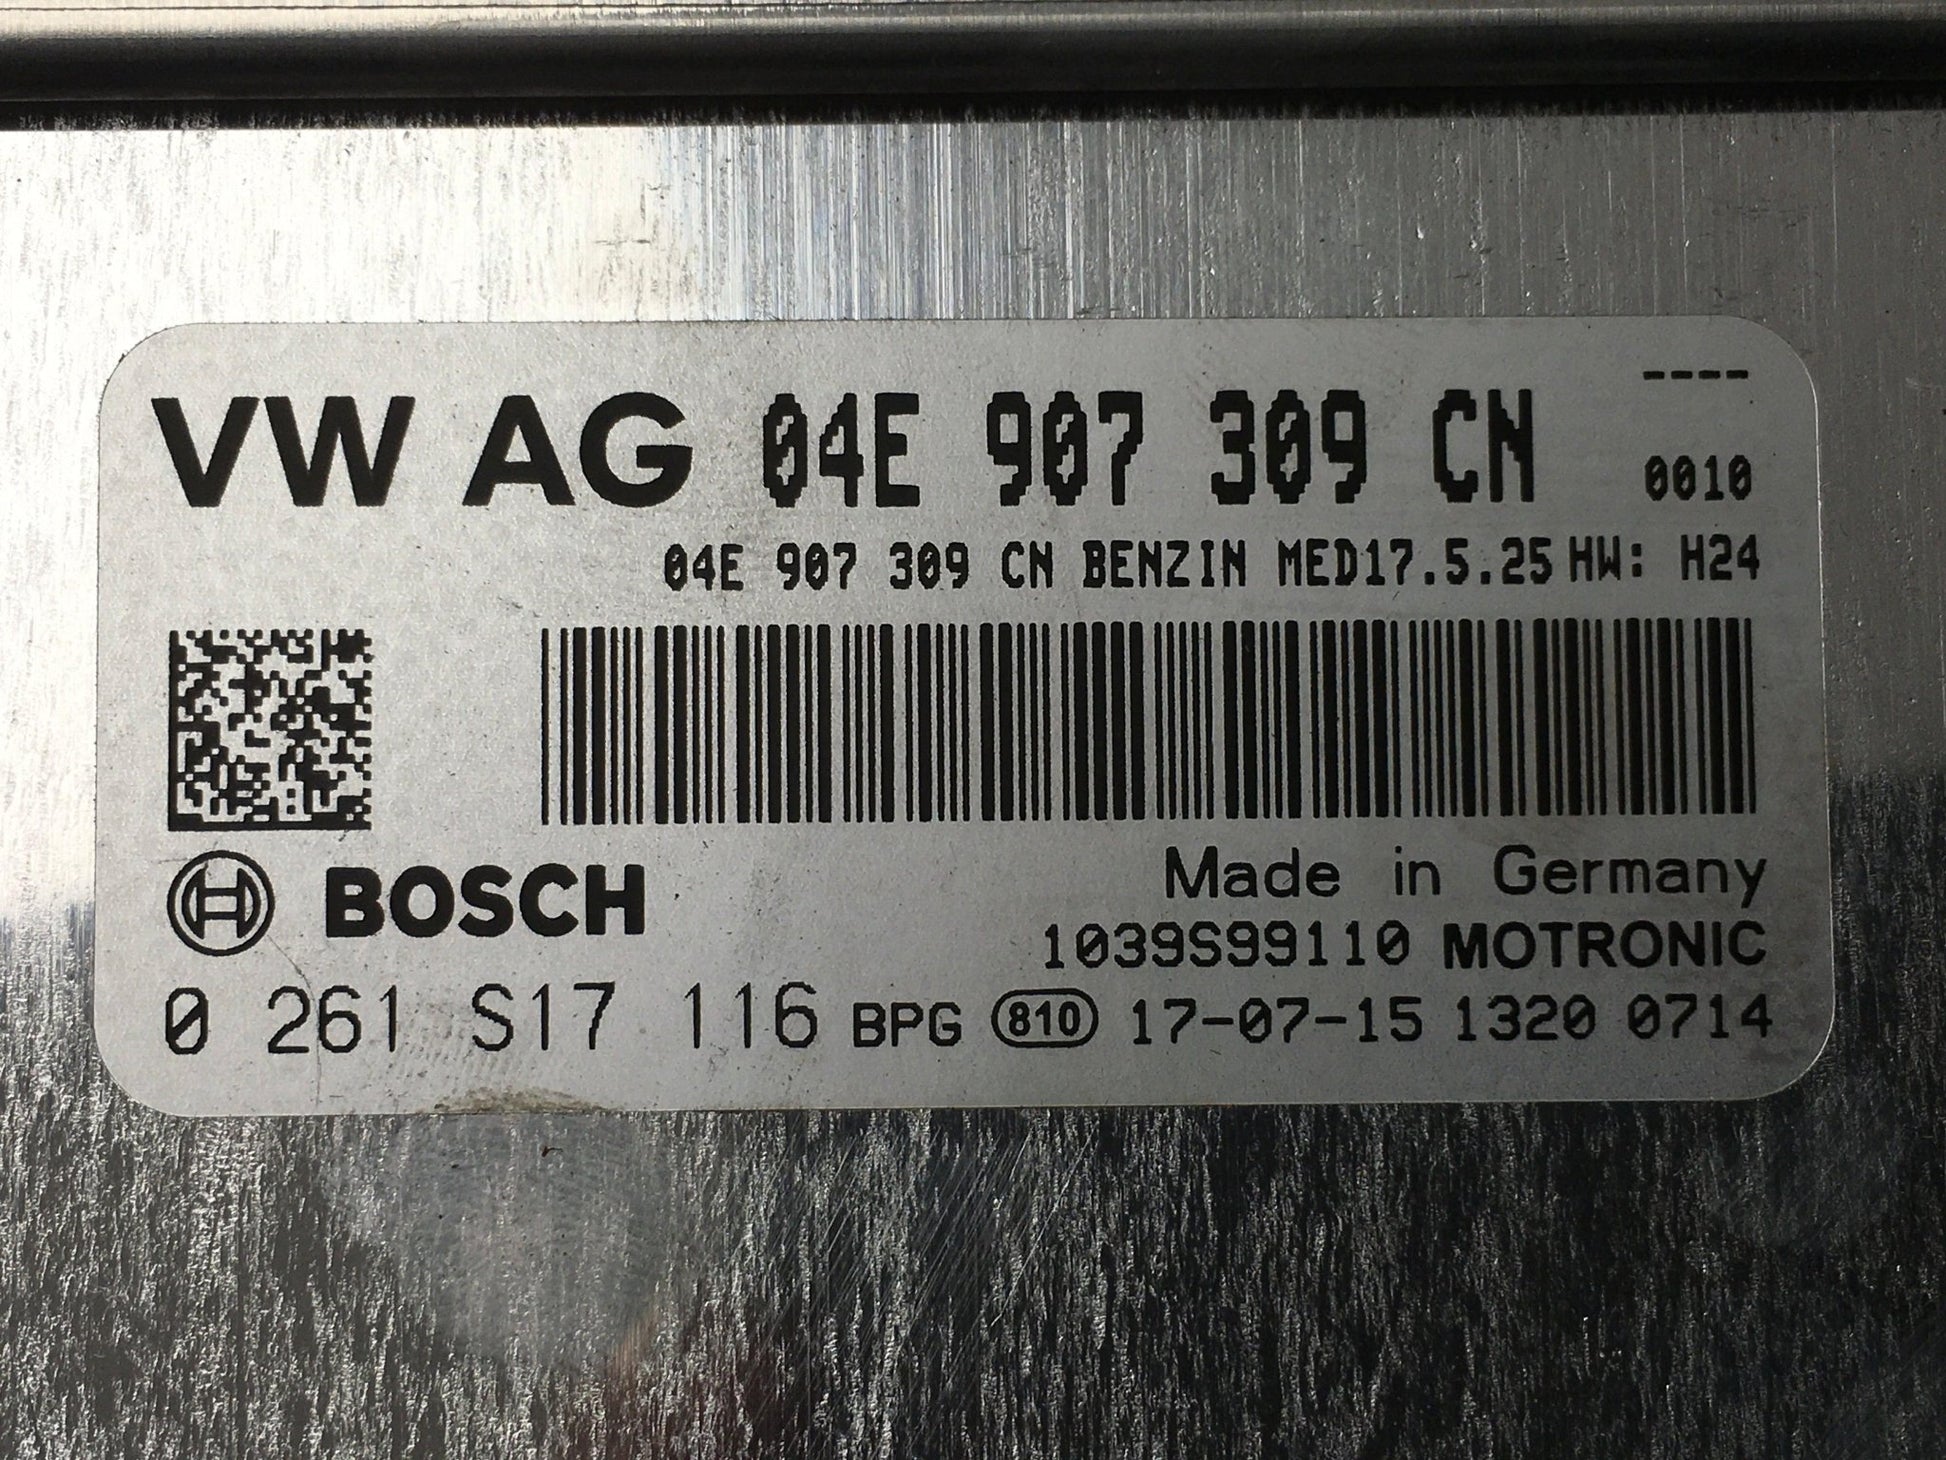 ----
VW AG 04E 907 309 CN 0010
04E 907 309 CN BENZIN MED17.5.25 HW: H24
BOSCH Made in Germany
1039S99110 MOTRONIC
0 261 S17 116 BPG 810 17-07-15 1320 0714